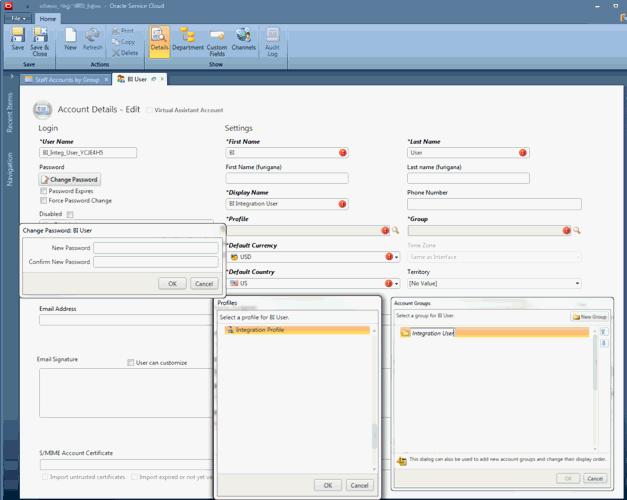 - Oracle Service Cloud
File
Home
Save
Save & Close
New
Refresh
Print
Copy
Delete
Details
Department
Custom Fields
Channels
Audit Log
Save
Actions
Show
Recent Items
Navigation
Staff Accounts by Group
BI User
Account Details - Edit
Virtual Assistant Account
Login
Settings
*User Name
*First Name
*Last Name
BI_Integ_User_YCJE4H5
BI
User
Password
First Name (furigana)
Last name (furigana)
Change Password
Password Expires
*Display Name
Phone Number
Force Password Change
BI Integration User
Disabled
*Profile
*Group
Change Password: BI User
New Password
Confirm New Password
OK
Cancel
*Default Currency
Time Zone
USD
Same as Interface
*Default Country
Territory
US
[No Value]
Email Address
Email Signature
User can customize
S/MIME Account Certificate
Import untrusted certificates
Import expired or not yet va
Profiles
Select a profile for BI User.
Integration Profile
OK
Cancel
Account Groups
Select a group for BI User.
New Group
Integration User
This dialog can also be used to add new account groups and change their display order.
OK
Cancel